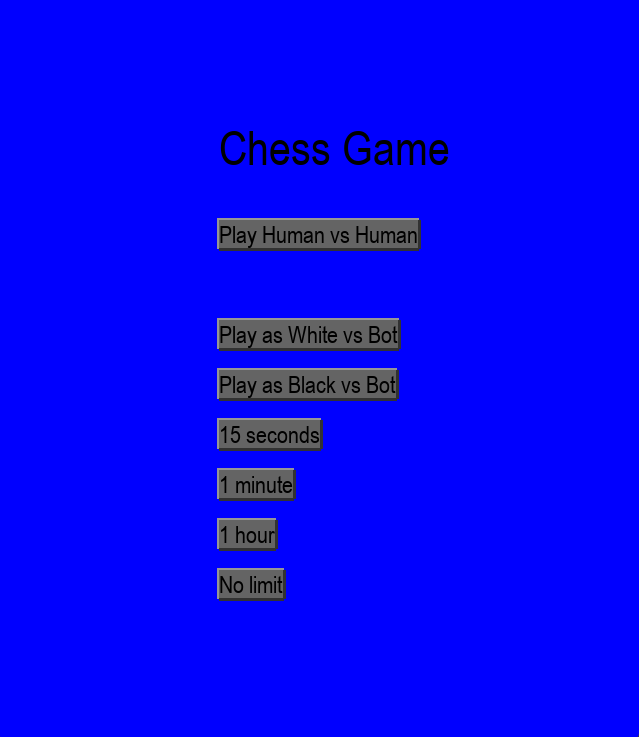 Chess Game
Play Human vs Human
Play as White vs Bot
Play as Black vs Bot
15 seconds
1 minute
1 hour
No limit